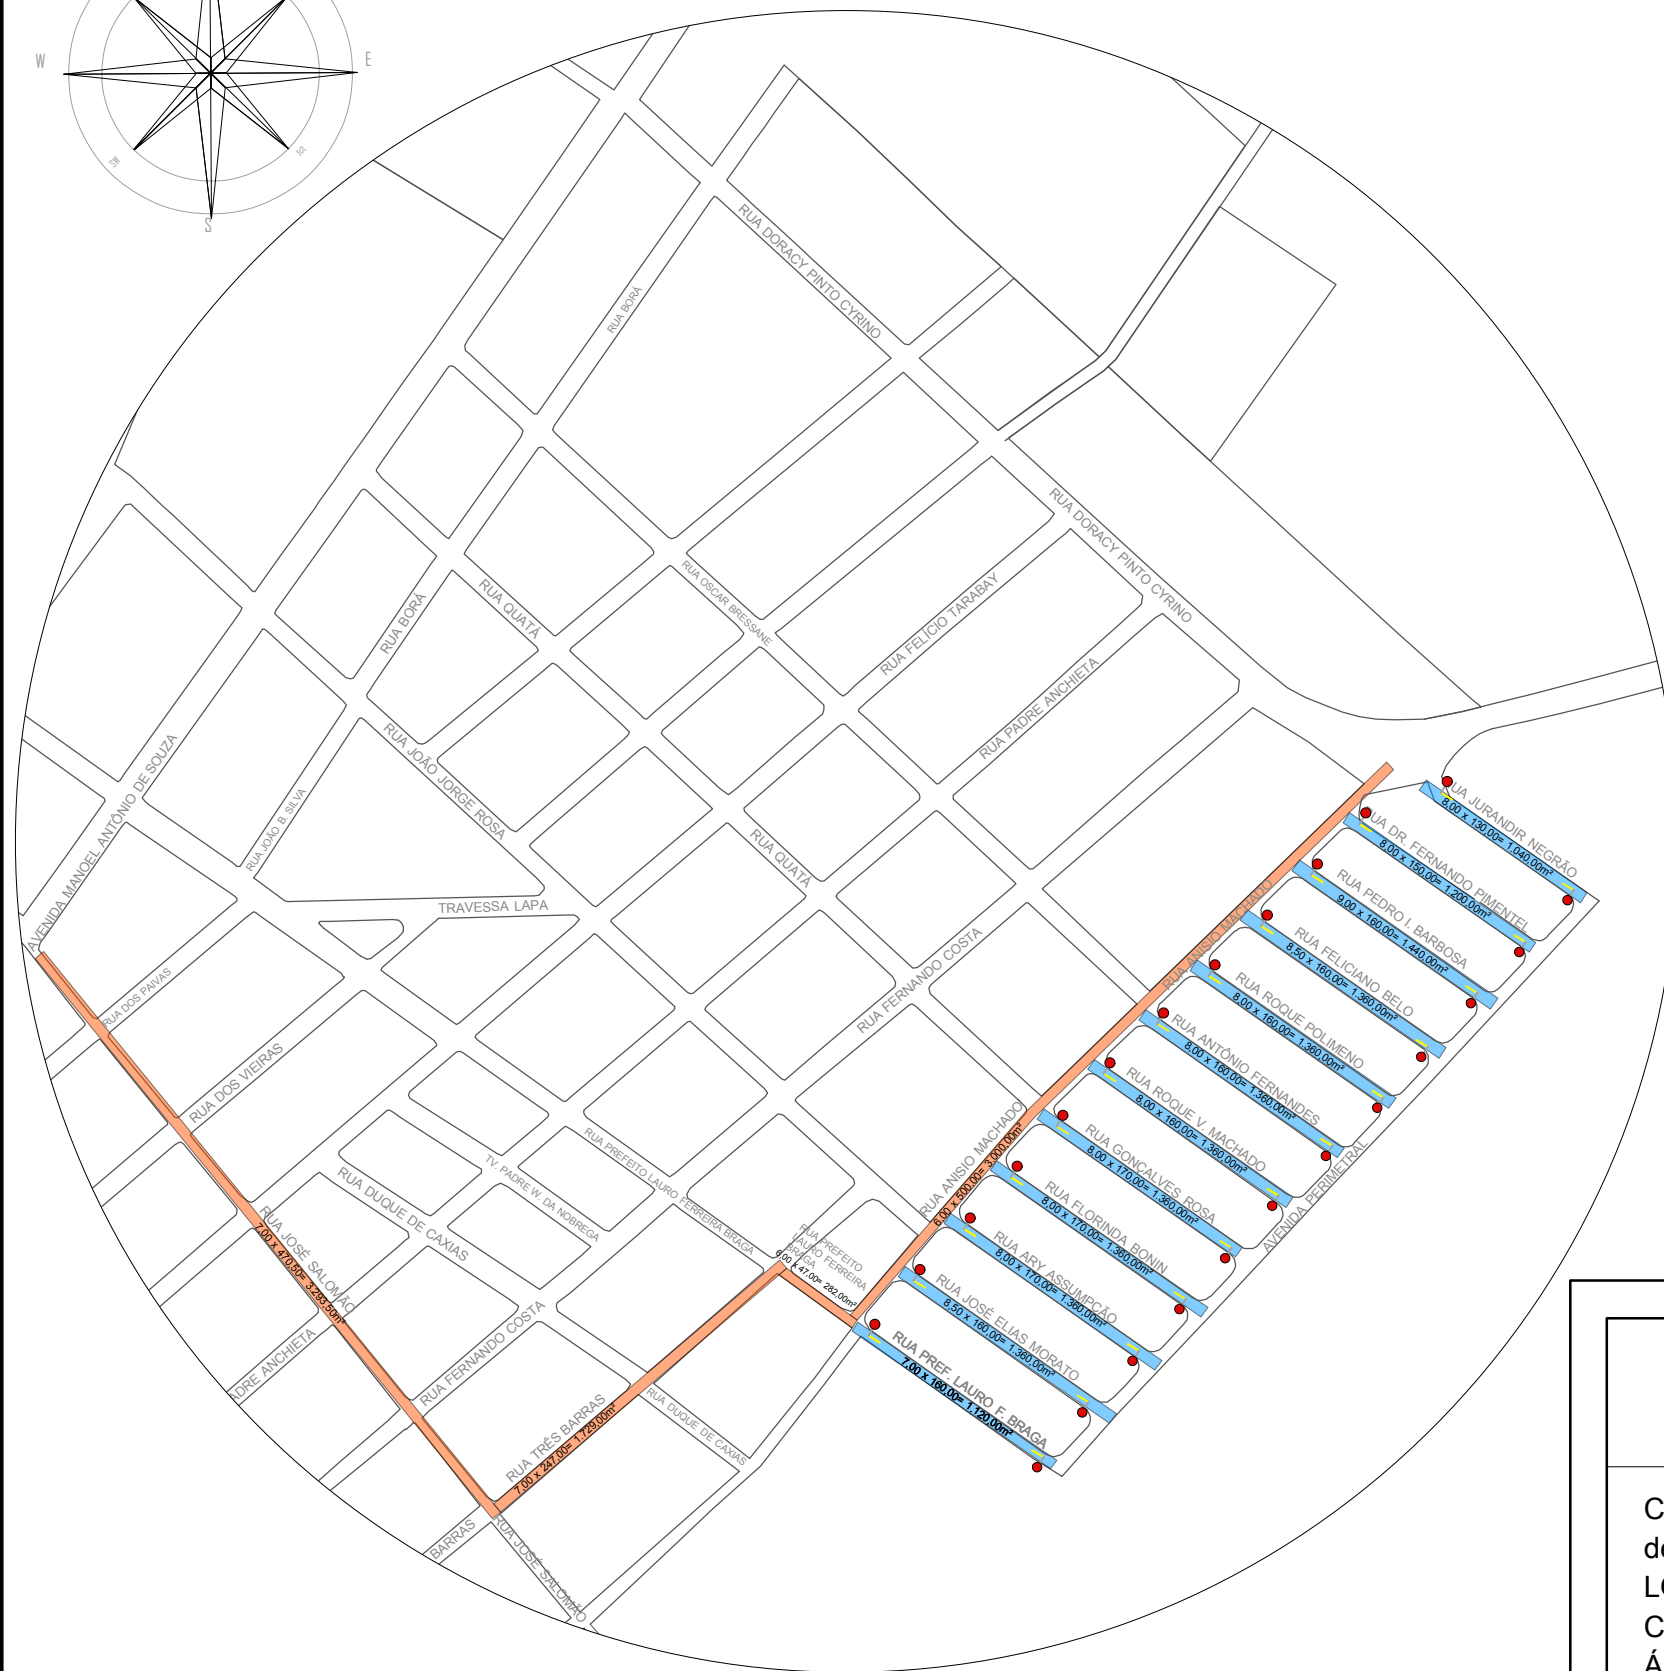 W
E
S
SW
SE
RUA DORACY PINTO CYRINO
RUA BORÁ
RUA DORACY PINTO CYRINO
RUA OSCAR BRESSANE
RUA QUATÁ
RUA BORÁ
RUA FELICIO TARABAY
RUA PADRE ANCHIETA
AVENIDA MANOEL ANTÔNIO DE SOUZA
RUA JOÃO JORGE ROSA
RUA JOÃO B. SILVA
RUA QUATÁ
TRAVESSA LAPA
RUA FERNANDO COSTA
RUA DOS PAIVAS
RUA DOS VIEIRAS
RUA ANISIO MACHADO
RUA JURANDIR NEGRÃO
8,00 x 130,00= 1,040,00m²
RUA DR. FERNANDO PIMENTEL
8,00 x 150,00= 1.200,00m²
RUA PEDRO I. BARBOSA
9,00 x 160,00= 1.440,00m²
RUA FELICIANO BELO
8,50 x 160,00= 1.360,00m²
RUA ROQUE POLIMENO
8,00 x 160,00= 1,360,00m²
RUA ANTÔNIO FERNANDES
8,00 x 160,00= 1,360,00m²
RUA ROQUE V. MACHADO
8,00 x 160,00= 1,360,00m²
RUA GONÇALVES ROSA
8,00 x 170,00= 1,360,00m²
RUA FLORINDA BONIN
8,00 x 170,00= 1,360,00m²
RUA ARY ASSUMPÇÃO
8,00 x 170,00= 1,360,00m²
RUA JOSÉ ELIAS MORATO
8,50 x 160,00= 1,360,00m²
RUA PREF. LAURO F. BRAGA
7,00 x 160,00= 1,120,00m²
AVENIDA PERIMETRAL
RUA ANISIO MACHADO
6,00 x 500,00= 3,000,00m²
RUA PREFEITO LAURO FERREIRA BRAGA
TV. PADRE W. DA NOBREGA
RUA DUQUE DE CAXIAS
RUA PREFEITO
LAURO FERREIRA
BRAGA
6,00 x 47,00= 282,00m²
RUA JOSÉ SALOMÃO
7,00 x 470,50= 3.293,50m²
ADRE ANCHIETA
RUA FERNANDO COSTA
RUA TRÊS BARRAS
7,00 x 247,00= 1.729,00m²
RUA DUQUE DE CAXIAS
BARRAS
RUA JOSÉ SALOMÃO
C
de
LO
C
Á